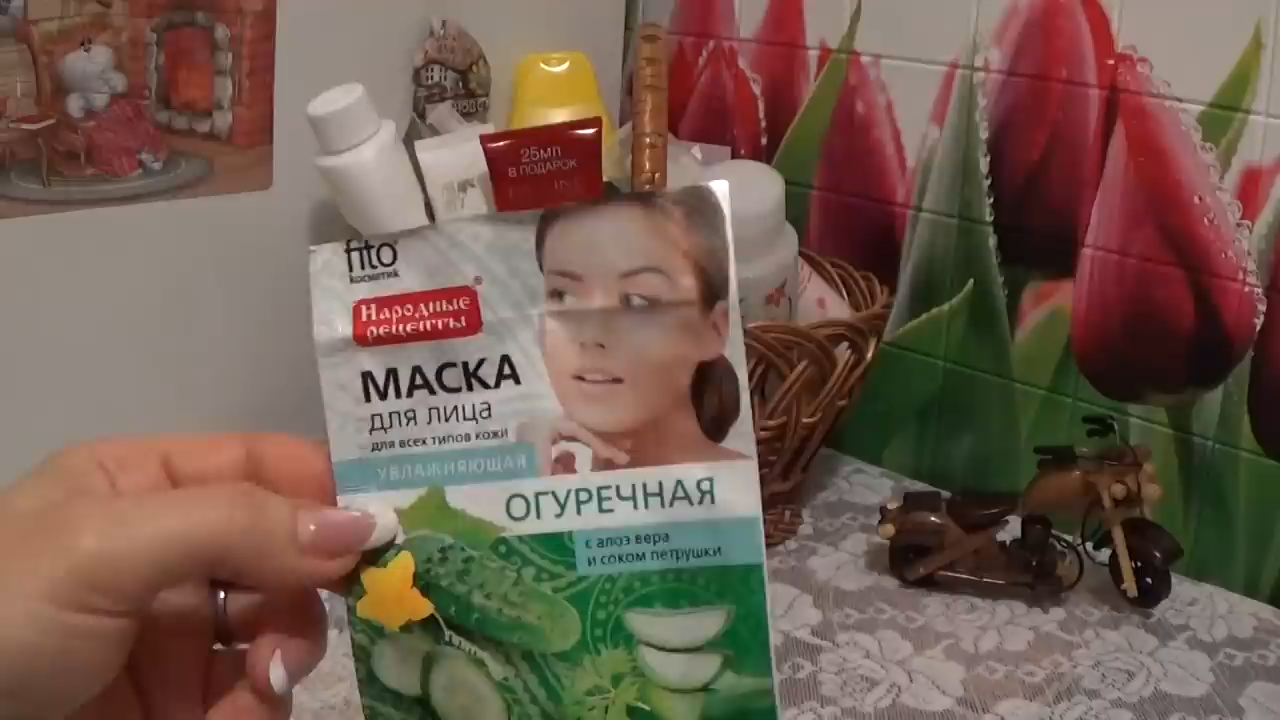 25мл
В ПОДАРОК
fito
косметик
Народные
рецепты
МАСКА
для лица
для всех типов кожи
УВЛАЖНЯЮЩАЯ
ОГУРЕЧНАЯ
с алоэ вера
и соком петрушки